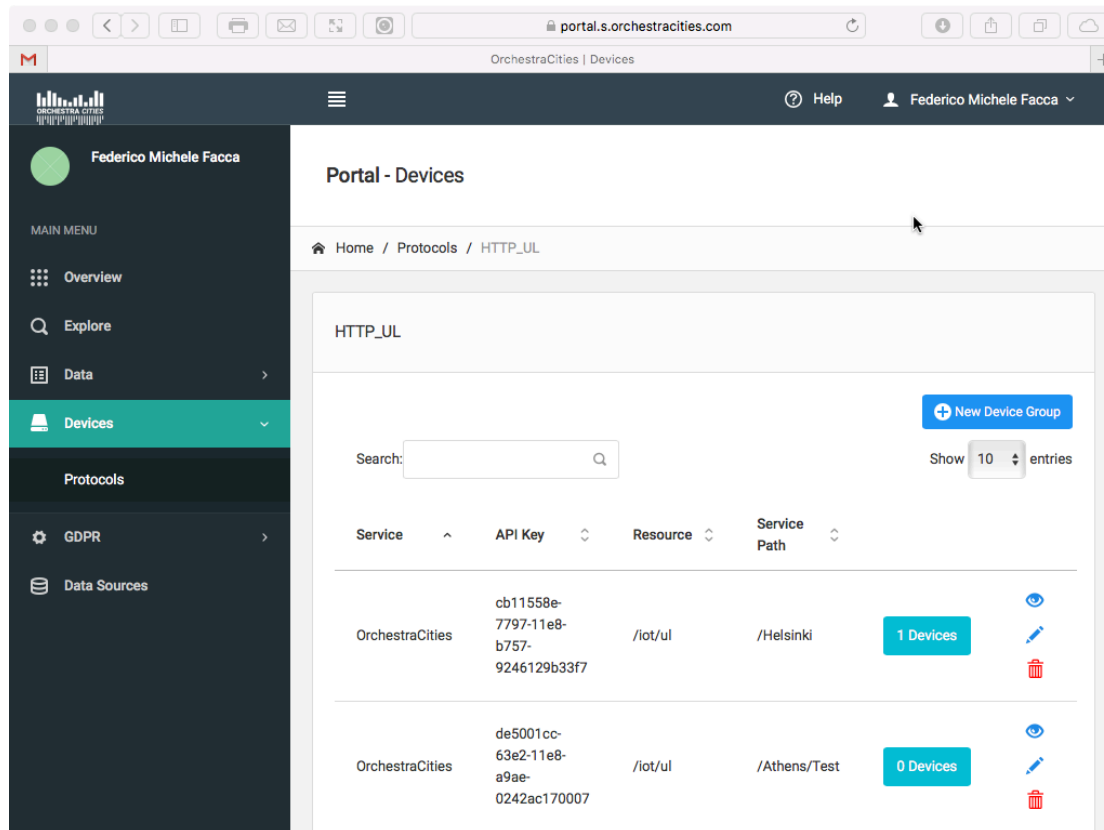 portal.s.orchestracities.com
OrchestraCities | Devices
ORCHESTRA CITIES
Help
Federico Michele Facca
Federico Michele Facca
Portal - Devices
MAIN MENU
Home / Protocols / HTTP_UL
Overview
Explore
Data
Devices
Protocols
GDPR
Data Sources
HTTP_UL
New Device Group
Search:
Show 10 entries
Service API Key Resource Service Path
cb11558e-
7797-11e8-
b757-
9246129b33f7
OrchestraCities /iot/ul /Helsinki 1 Devices
de5001cc-
63e2-11e8-
a9ae-
0242ac170007
OrchestraCities /iot/ul /Athens/Test 0 Devices